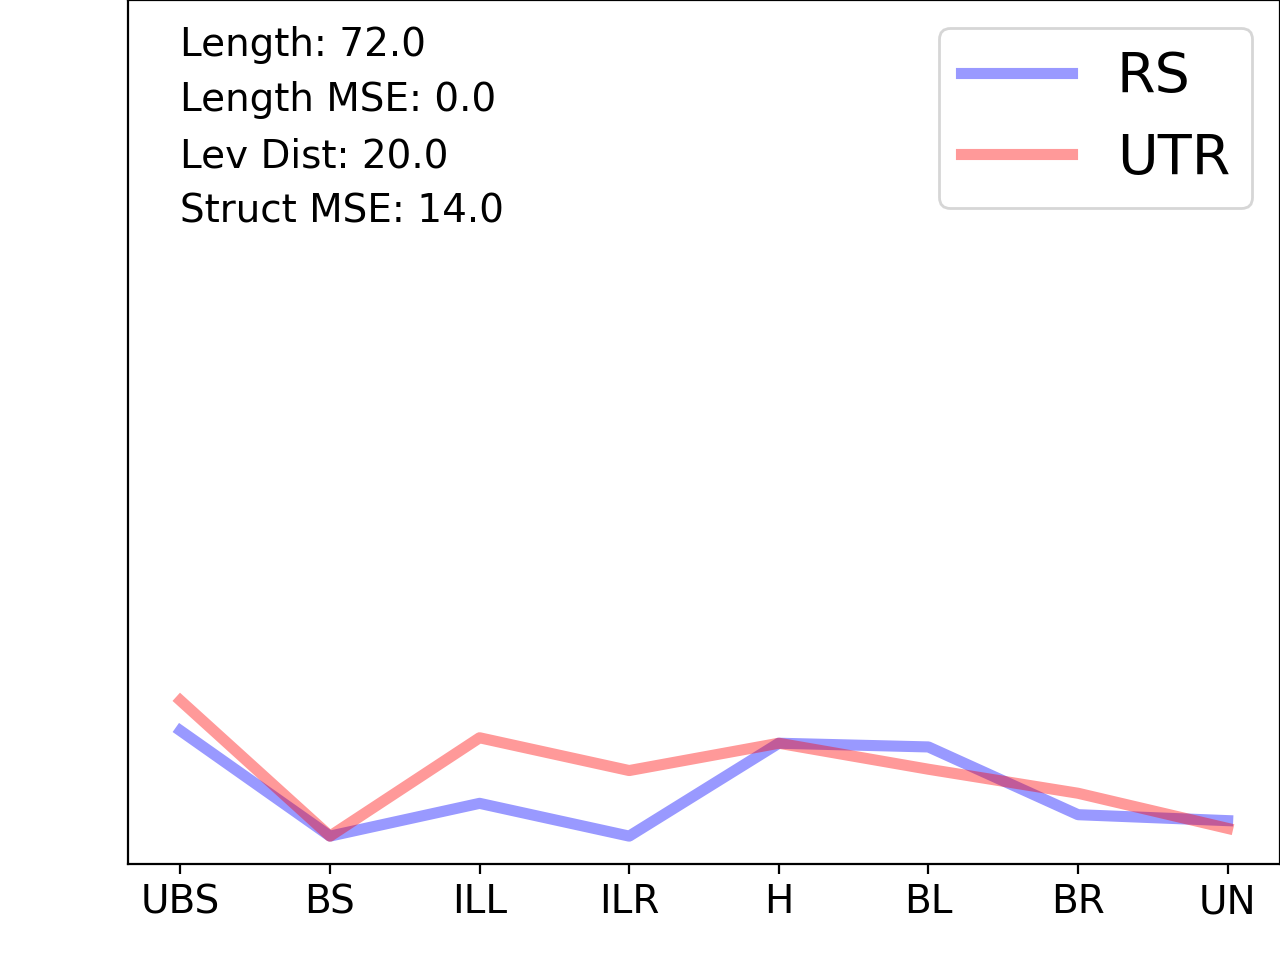 Length: 72.0
Length MSE: 0.0
Lev Dist: 20.0
Struct MSE: 14.0
RS
UTR
UBS BS ILL ILR H BL BR UN